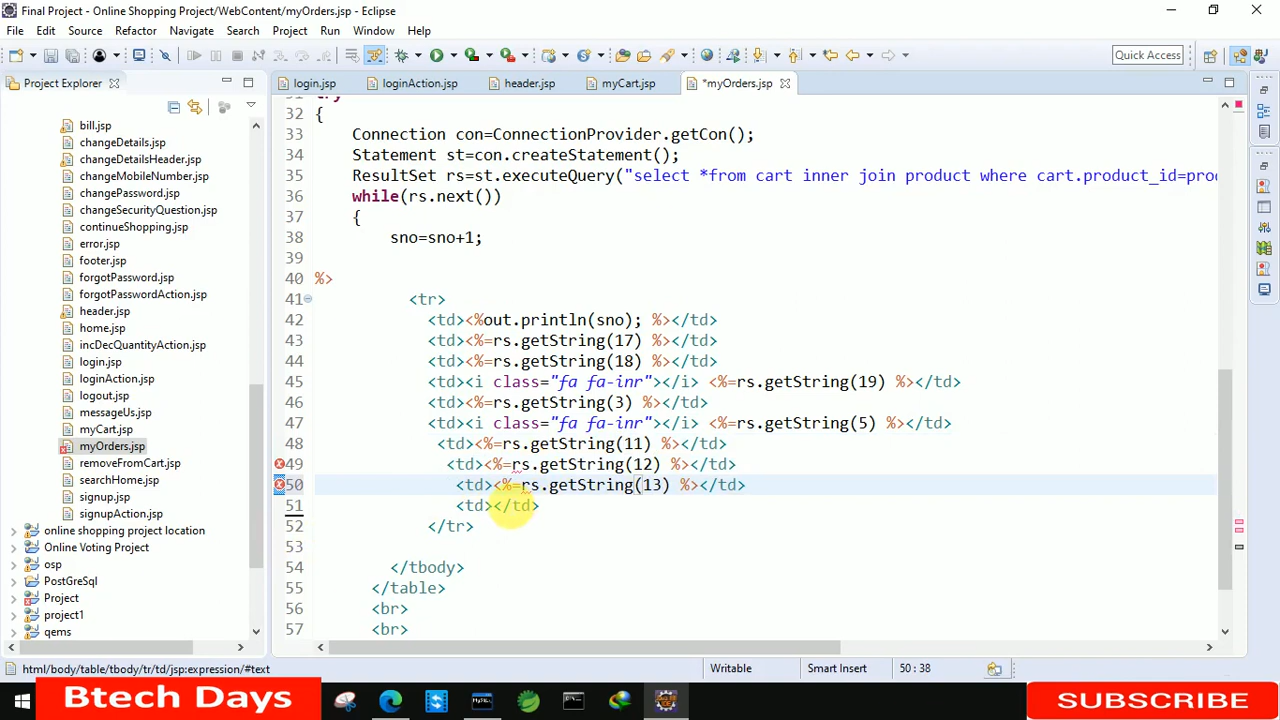 Final Project - Online Shopping Project/WebContent/myOrders.jsp - Eclipse
File Edit Source Refactor Navigate Search Project Run Window Help
Quick Access
Project Explorer
login.jsp loginAction.jsp header.jsp myCart.jsp *myOrders.jsp
bill.jsp
changeDetails.jsp
changeDetailsHeader.jsp
changeMobileNumber.jsp
changePassword.jsp
changeSecurityQuestion.jsp
continueShopping.jsp
error.jsp
footer.jsp
forgotPassword.jsp
forgotPasswordAction.jsp
header.jsp
home.jsp
incDecQuantityAction.jsp
login.jsp
loginAction.jsp
logout.jsp
messageUs.jsp
myCart.jsp
myOrders.jsp
removeFromCart.jsp
searchHome.jsp
signup.jsp
signupAction.jsp
online shopping project location
Online Voting Project
osp
PostGreSql
Project
project1
qems
31 try
32 {
33 Connection con=ConnectionProvider.getCon();
34 Statement st=con.createStatement();
35 ResultSet rs=st.executeQuery("select *from cart inner join product where cart.product_id=prod
36 while(rs.next())
37 {
38 sno=sno+1;
39
40 %>
41 <tr>
42 <td><%out.println(sno); %></td>
43 <td><%=rs.getString(17) %></td>
44 <td><%=rs.getString(18) %></td>
45 <td><i class="fa fa-inr"></i> <%=rs.getString(19) %></td>
46 <td><%=rs.getString(3) %></td>
47 <td><i class="fa fa-inr"></i> <%=rs.getString(5) %></td>
48 <td><%=rs.getString(11) %></td>
49 <td><%=rs.getString(12) %></td>
50 <td><%=rs.getString(13) %></td>
51 <td></td>
52 </tr>
53
54 </tbody>
55 </table>
56 <br>
57 <br>
html/body/table/tbody/tr/td/jsp:expression/#text Writable Smart Insert 50 : 38
Btech Days
SUBSCRIBE